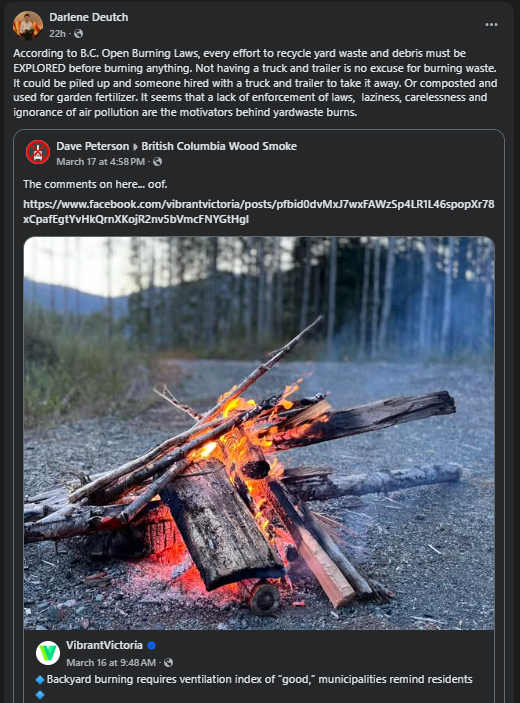 Darlene Deutch
22h ·
According to B.C. Open Burning Laws, every effort to recycle yard waste and debris must be
EXPLORED before burning anything. Not having a truck and trailer is no excuse for burning waste.
It could be piled up and someone hired with a truck and trailer to take it away. Or composted and
used for garden fertilizer. It seems that a lack of enforcement of laws, laziness, carelessness and
ignorance of air pollution are the motivators behind yardwaste burns.
Dave Peterson British Columbia Wood Smoke
March 17 at 4:58 PM ·
The comments on here... oof.
https://www.facebook.com/vibrantvictoria/posts/pfbid0dvMxJ7wxFAWzSp4LR1L46spopXr78
xCpafEgtYvHkQrnXKojR2nv5bVmcFNYGtHgl
VibrantVictoria
March 16 at 9:48 AM ·
🔹Backyard burning requires ventilation index of “good,” municipalities remind residents
🔹